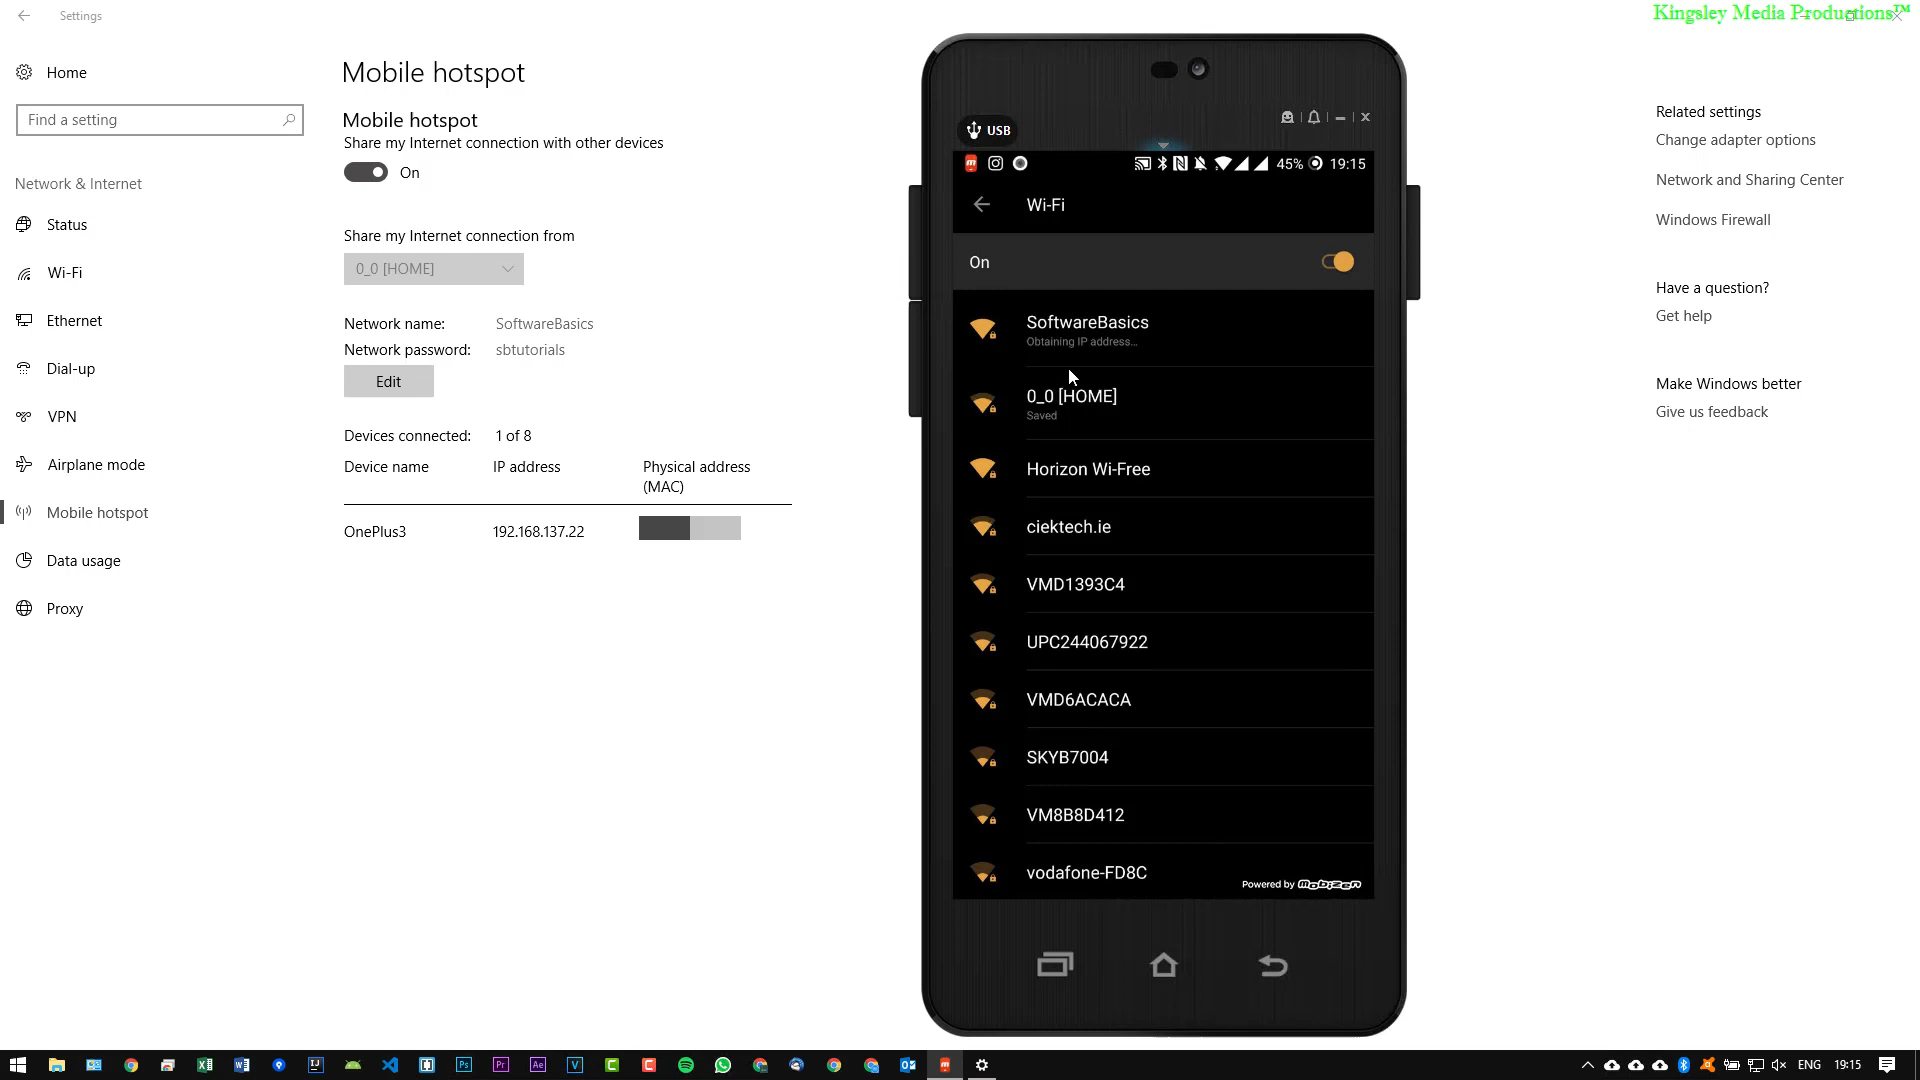 Settings
Kingsley Media Productions™
Home
Find a setting
Network & Internet
Status
Wi-Fi
Ethernet
Dial-up
VPN
Airplane mode
Mobile hotspot
Data usage
Proxy
Mobile hotspot
Mobile hotspot
Share my Internet connection with other devices
On
Share my Internet connection from
0_0 [HOME]
Network name: SoftwareBasics
Network password: sbtutorials
Edit
Devices connected: 1 of 8
Device name IP address Physical address
(MAC)
OnePlus3 192.168.137.22
USB
45% 19:15
Wi-Fi
On
SoftwareBasics
Obtaining IP address...
0_0 [HOME]
Saved
Horizon Wi-Free
ciektech.ie
VMD1393C4
UPC244067922
VMD6ACACA
SKYB7004
VM8B8D412
vodafone-FD8C
Powered by mobizen
Related settings
Change adapter options
Network and Sharing Center
Windows Firewall
Have a question?
Get help
Make Windows better
Give us feedback
ENG 19:15